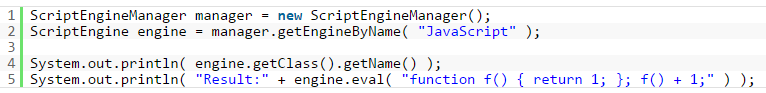 1 ScriptEngineManager manager = new ScriptEngineManager();
2 ScriptEngine engine = manager.getEngineByName( "JavaScript" );
3
4 System.out.println( engine.getClass().getName() );
5 System.out.println( "Result:" + engine.eval( "function f() { return 1; }; f() + 1;" ) );